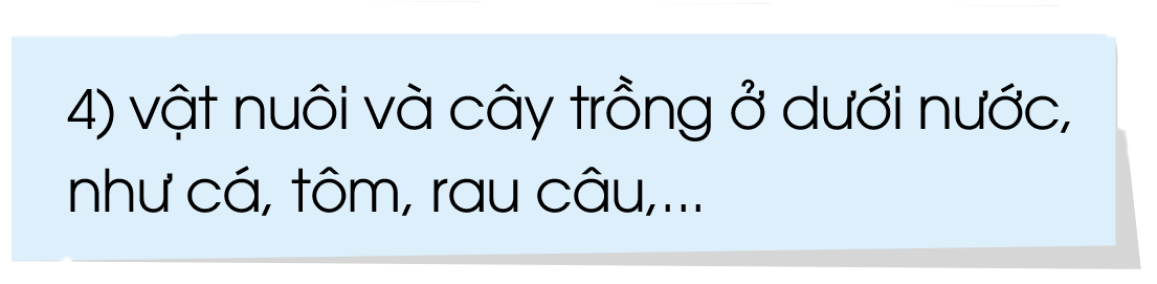 4) vật nuôi và cây trồng ở dưới nước,
như cá, tôm, rau câu,...